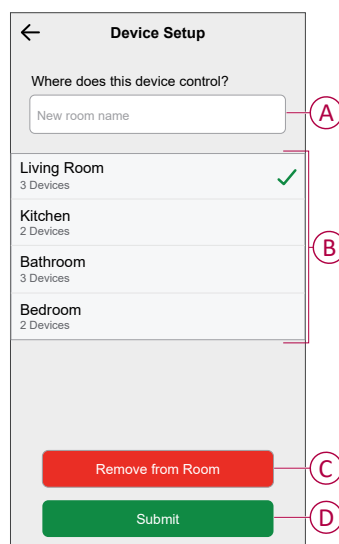 Device Setup
Where does this device control?
New room name
A
Living Room
3 Devices
Kitchen
2 Devices
B
Bathroom
3 Devices
Bedroom
2 Devices
Remove from Room
C
Submit
D